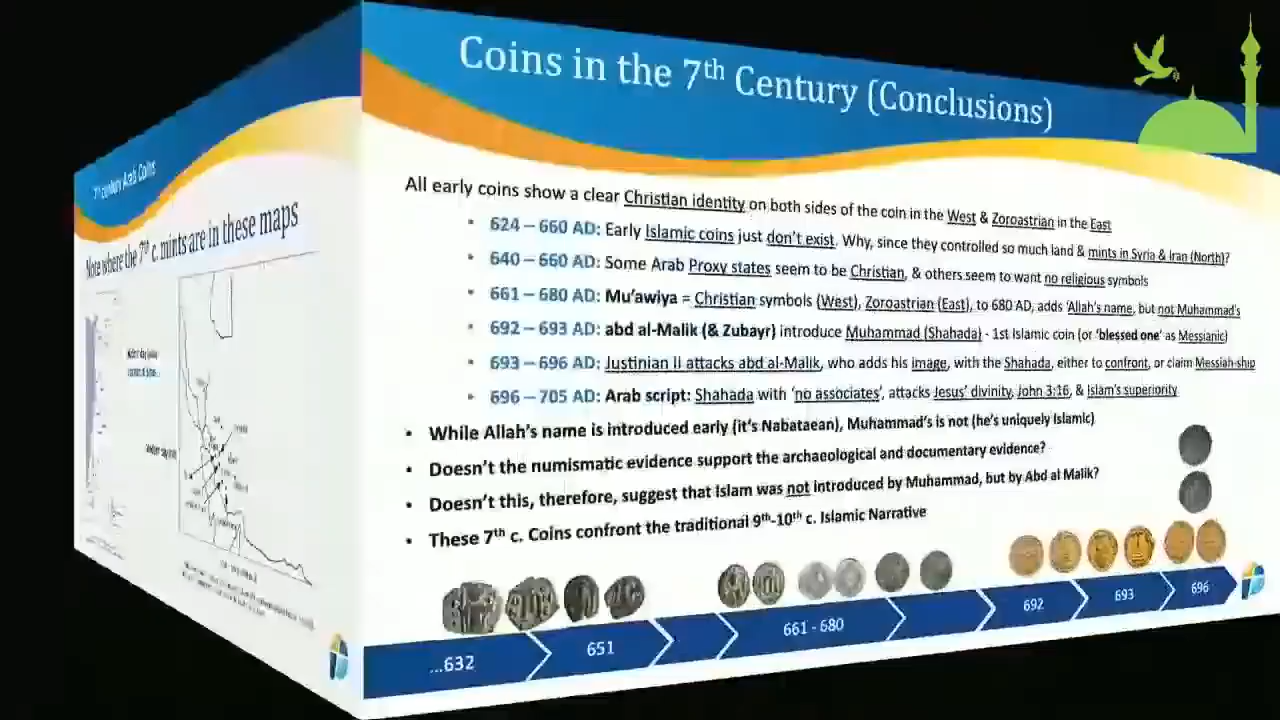 7th century Arab Coins
Note where the 7th c. mints are in these maps
Coins in the 7th Century (Conclusions)
All early coins show a clear Christian identity on both sides of the coin in the West & Zoroastrian in the East
• 624 – 660 AD: Early Islamic coins just don't exist. Why, since they controlled so much land & mints in Syria & Iran (North)?
• 640 – 660 AD: Some Arab Proxy states seem to be Christian, & others seem to want no religious symbols
• 661 – 680 AD: Mu'awiya = Christian symbols (West), Zoroastrian (East), to 680 AD, adds 'Allah's name, but not Muhammad's
• 692 – 693 AD: abd al-Malik (& Zubayr) introduce Muhammad (Shahada) - 1st Islamic coin (or 'blessed one' as Messianic)
• 693 – 696 AD: Justinian II attacks abd al-Malik, who adds his image, with the Shahada, either to confront, or claim Messiah-ship
• 696 – 705 AD: Arab script: Shahada with 'no associates', attacks Jesus' divinity, John 3:16, & Islam's superiority
• While Allah's name is introduced early (it's Nabataean), Muhammad's is not (he's uniquely Islamic)
• Doesn't the numismatic evidence support the archaeological and documentary evidence?
• Doesn't this, therefore, suggest that Islam was not introduced by Muhammad, but by Abd al Malik?
• These 7th c. Coins confront the traditional 9th-10th c. Islamic Narrative
...632
651
661 - 680
692
693
696